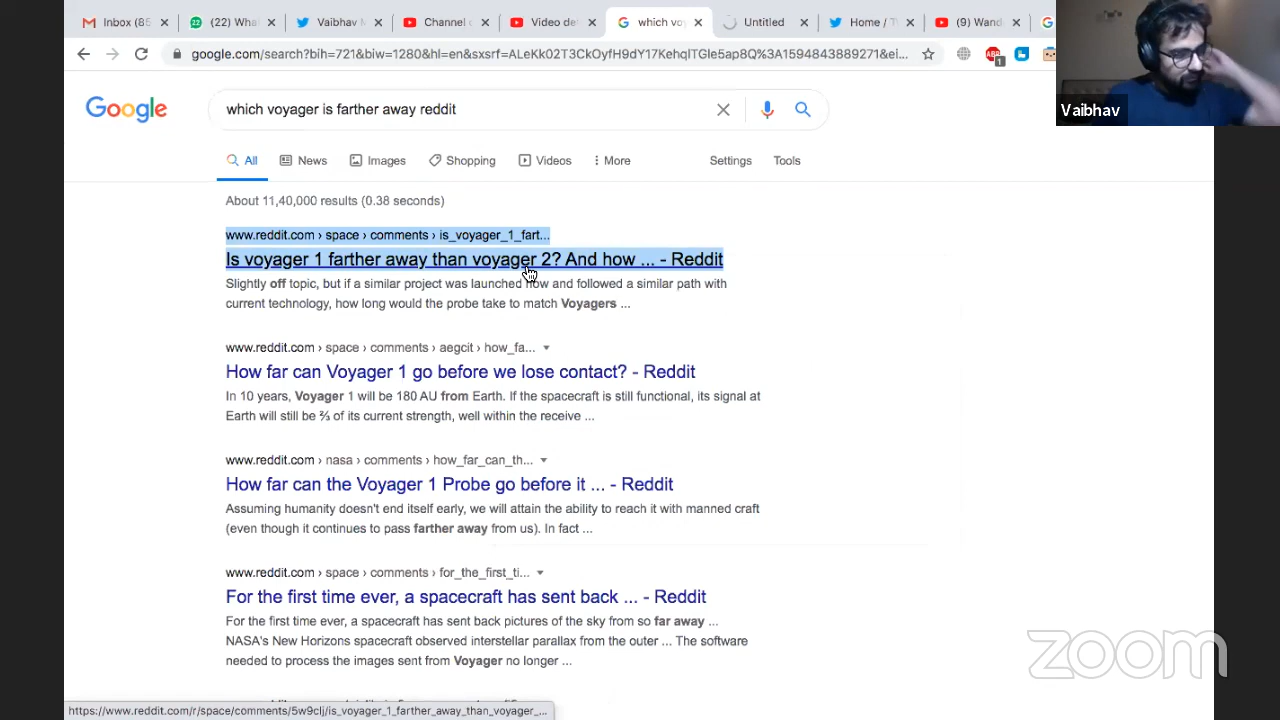 Inbox (85
(22) Wha
Vaibhav M
Channel c
Video de
which voy
Untitled
Home / T
(9) Wand
google.com/search?bih=721&biw=1280&hl=en&sxsrf=ALeKk02T3CkOyfH9dY17KehqlTGle5ap8Q%3A1594843889271&ei...
ABP
1
Vaibhav
Google
which voyager is farther away reddit
All
News
Images
Shopping
Videos
More
Settings
Tools
About 11,40,000 results (0.38 seconds)
www.reddit.com › space › comments › is_voyager_1_fart...
Is voyager 1 farther away than voyager 2? And how ... - Reddit
Slightly off topic, but if a similar project was launched now and followed a similar path with
current technology, how long would the probe take to match Voyagers ...
www.reddit.com › space › comments › aegcit › how_fa...
How far can Voyager 1 go before we lose contact? - Reddit
In 10 years, Voyager 1 will be 180 AU from Earth. If the spacecraft is still functional, its signal at
Earth will still be ⅔ of its current strength, well within the receive ...
www.reddit.com › nasa › comments › how_far_can_th...
How far can the Voyager 1 Probe go before it ... - Reddit
Assuming humanity doesn't end itself early, we will attain the ability to reach it with manned craft
(even though it continues to pass farther away from us). In fact ...
www.reddit.com › space › comments › for_the_first_ti...
For the first time ever, a spacecraft has sent back ... - Reddit
For the first time ever, a spacecraft has sent back pictures of the sky from so far away ...
NASA's New Horizons spacecraft observed interstellar parallax from the outer ... The software
needed to process the images sent from Voyager no longer ...
zoom
https://www.reddit.com/r/space/comments/5w9clj/is_voyager_1_farther_away_than_voyager_...